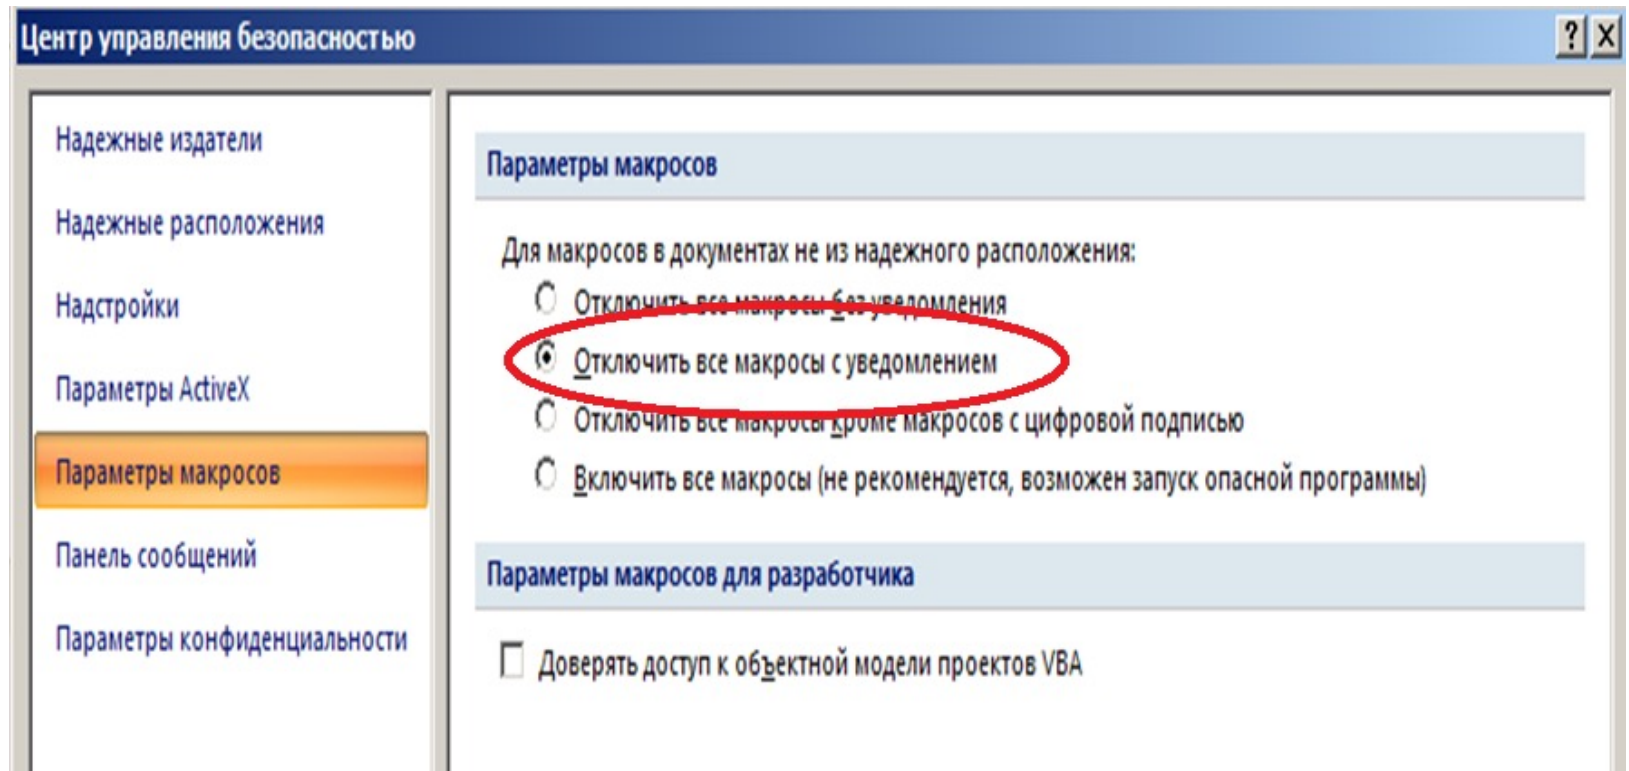 Центр управления безопасностью
Надежные издатели
Надежные расположения
Надстройки
Параметры ActiveX
Параметры макросов
Панель сообщений
Параметры конфиденциальности
Параметры макросов
Для макросов в документах не из надежного расположения:
Отключить все макросы без уведомления
Отключить все макросы с уведомлением
Отключить все макросы кроме макросов с цифровой подписью
Включить все макросы (не рекомендуется, возможен запуск опасной программы)
Параметры макросов для разработчика
Доверять доступ к объектной модели проектов VBA